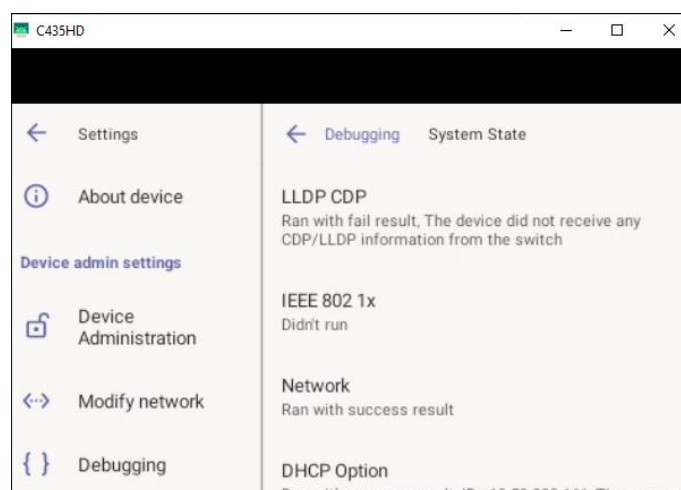 C435HD
Settings
Debugging System State
About device
LLDP CDP
Ran with fail result, The device did not receive any
CDP/LLDP information from the switch
Device admin settings
Device
Administration
IEEE 802 1x
Didn't run
Modify network
Network
Ran with success result
Debugging
DHCP Option